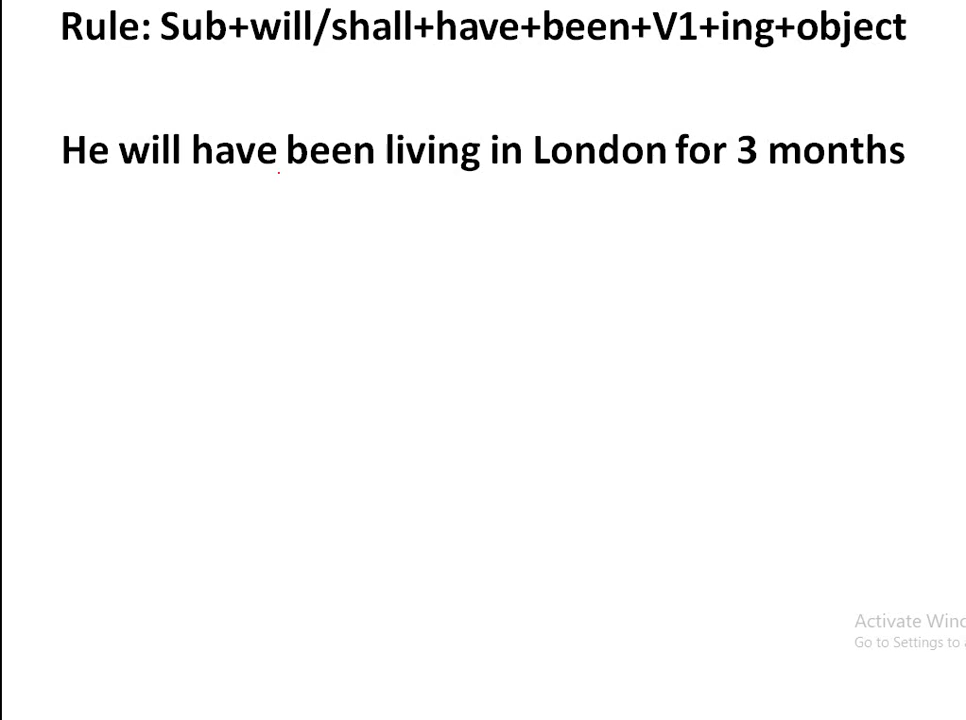 Rule: Sub+will/shall+have+been+V1+ing+object
He will have been living in London for 3 months
Activate Wind
Go to Settings to